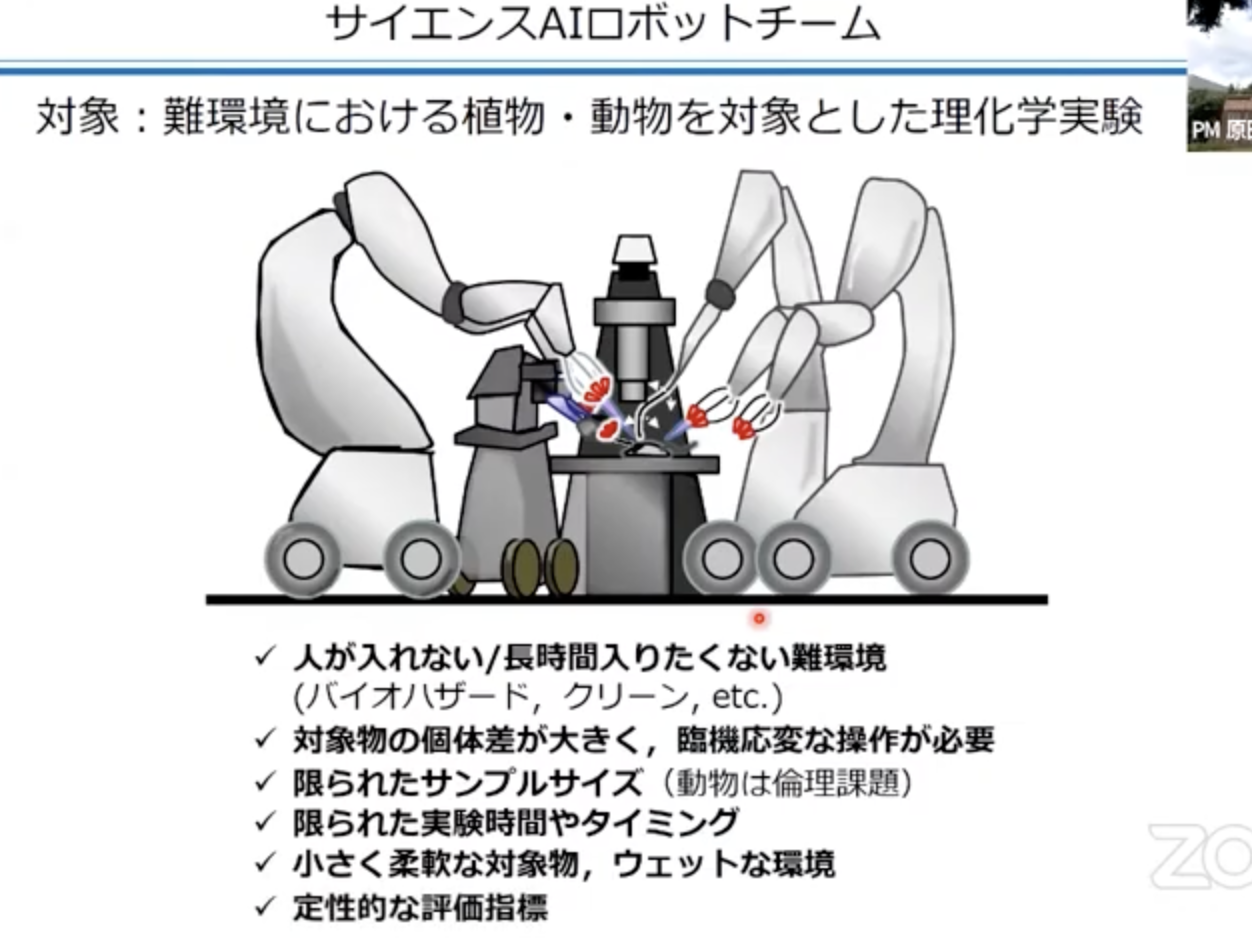 サイエンスAIロボットチーム
対象：難環境における植物・動物を対象とした理化学実験
PM 原
✓ 人が入れない/長時間入りたくない難環境
(バイオハザード，クリーン, etc.)
✓ 対象物の個体差が大きく，臨機応変な操作が必要
✓ 限られたサンプルサイズ（動物は倫理課題）
✓ 限られた実験時間やタイミング
✓ 小さく柔軟な対象物，ウェットな環境
✓ 定性的な評価指標
ZO